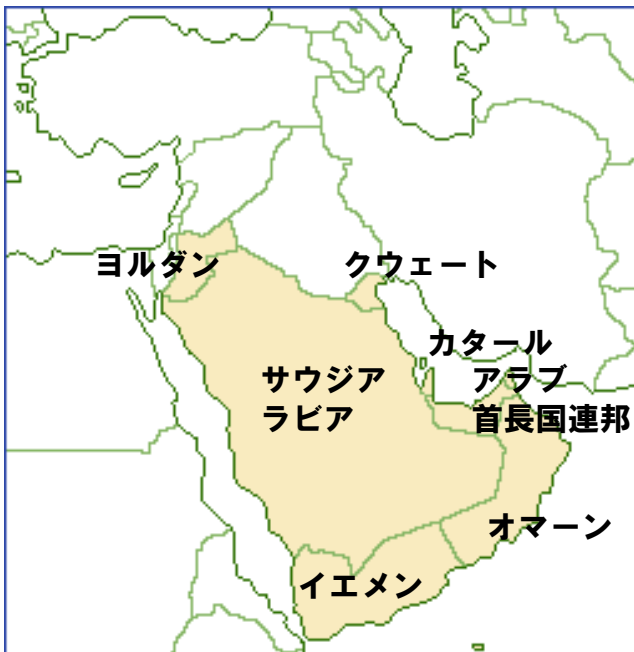 ヨルダン
クウェート
カタール
サウジア
ラビア
アラブ
首長国連邦
オマーン
イエメン